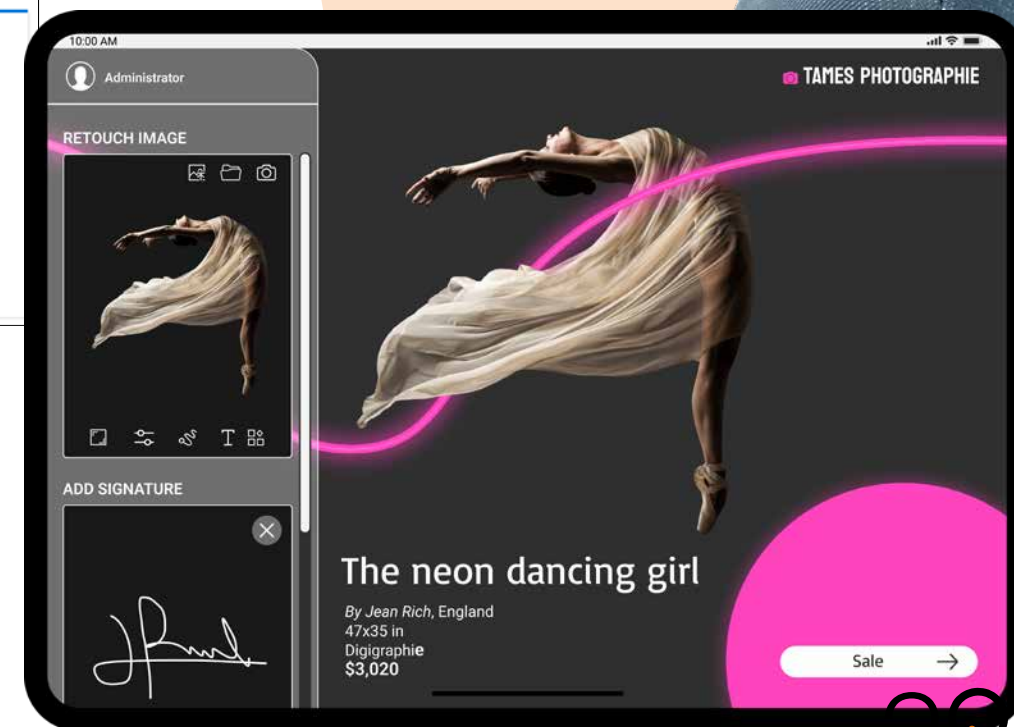 10:00 AM
Administrator
TAMES PHOTOGRAPHIE
RETOUCH IMAGE
T
ADD SIGNATURE
The neon dancing girl
By Jean Rich, England
47x35 in
Digigraphie
$3,020
Sale